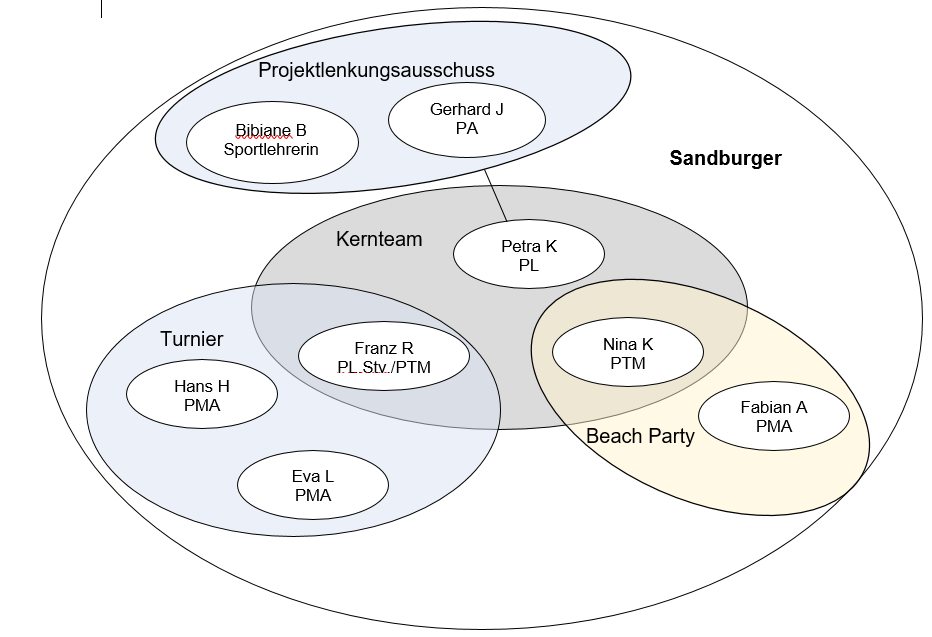 Projektlenkungsausschuss
Gerhard J
PA
Bibiane B
Sportlehrerin
Sandburger
Kernteam
Petra K
PL
Turnier
Franz R
PL.Stv./PTM
Nina K
PTM
Hans H
PMA
Fabian A
PMA
Beach Party
Eva L
PMA